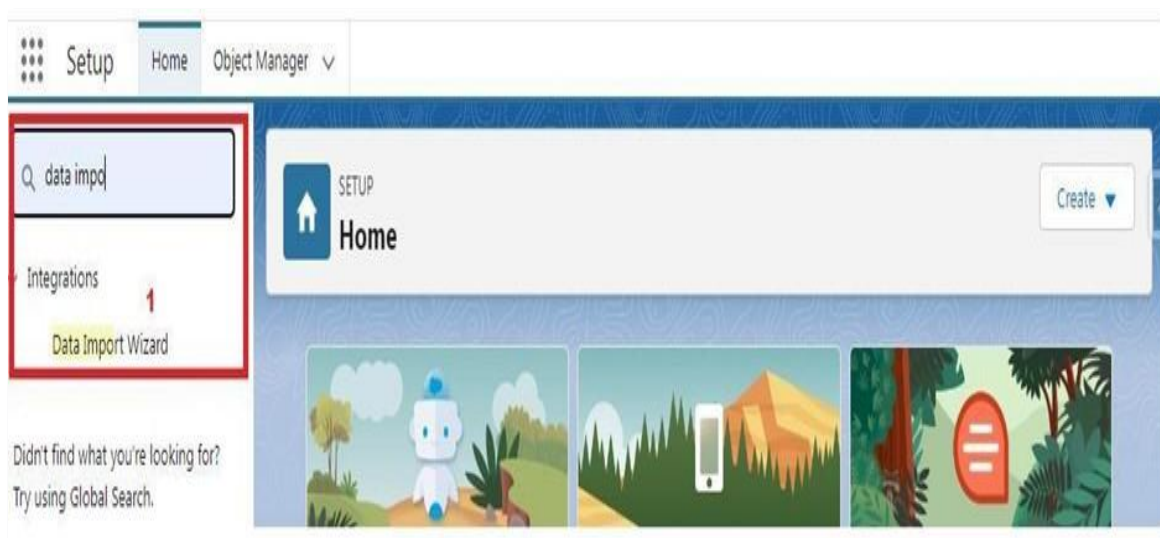 Setup Home Object Manager
data impo
SETUP
Home
Create
Integrations
1
Data Import Wizard
Didn't find what you're looking for?
Try using Global Search.